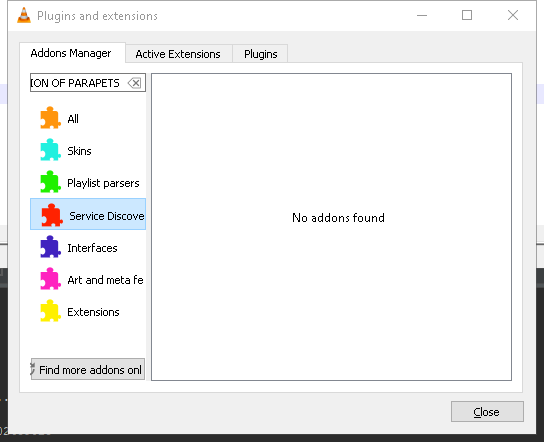 Plugins and extensions
Addons Manager
Active Extensions
Plugins
ION OF PARAPETS
All
Skins
Playlist parsers
Service Discove
Interfaces
Art and meta fe
Extensions
Find more addons onl
No addons found
Close